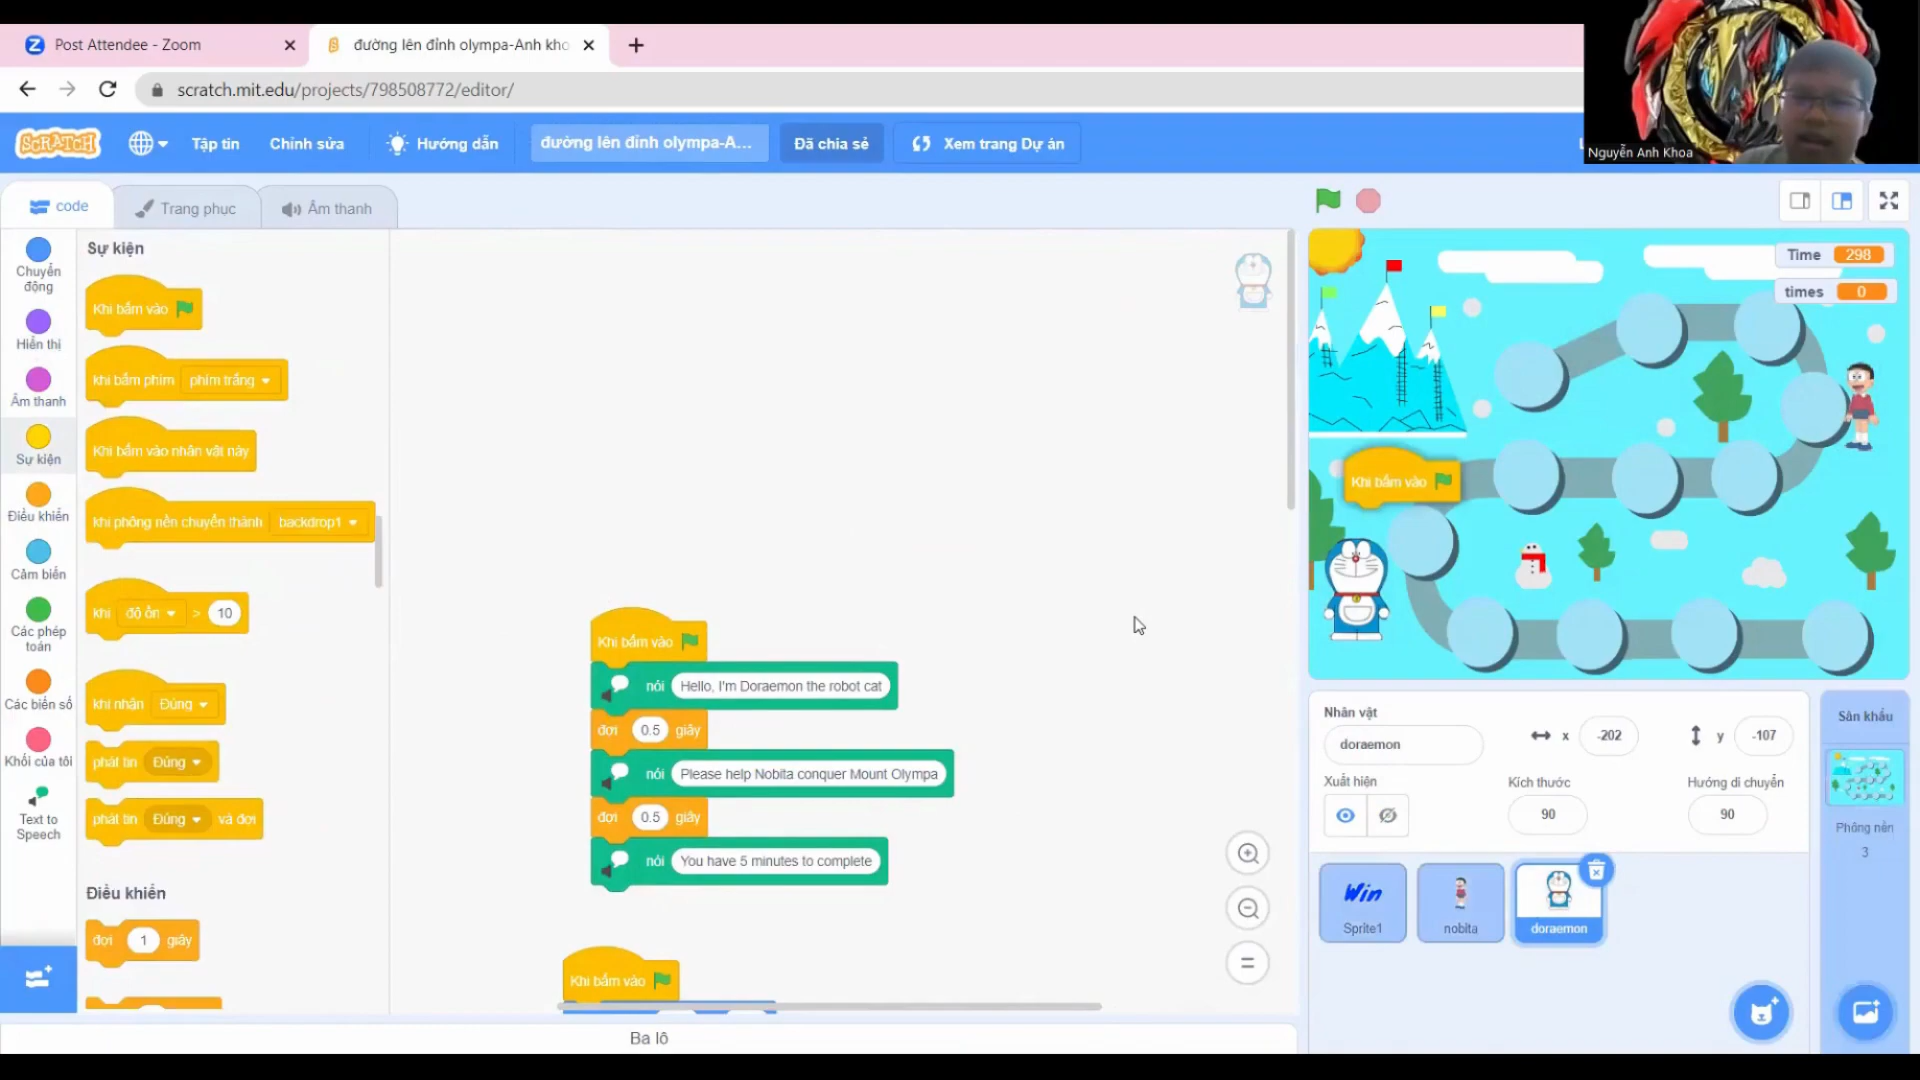 Post Attendee - Zoom
đường lên đỉnh olympa-Anh kho
scratch.mit.edu/projects/798508772/editor/
SCRATCH
Tập tin
Chỉnh sửa
Hướng dẫn
đường lên đỉnh olympa-A...
Đã chia sẻ
Xem trang Dự án
Nguyễn Anh Khoa
code
Trang phục
Âm thanh
Chuyển động
Hiển thị
Âm thanh
Sự kiện
Điều khiển
Cảm biến
Các phép toán
Các biến số
Khối của tôi
Text to Speech
Sự kiện
Khi bấm vào
khi bấm phím phím trắng
Khi bấm vào nhân vật này
khi phông nền chuyển thành backdrop1
khi độ ồn > 10
khi nhận Đúng
phát tin Đúng
phát tin Đúng và đợi
Điều khiển
đợi 1 giây
Khi bấm vào
nói Hello, I'm Doraemon the robot cat
đợi 0.5 giây
nói Please help Nobita conquer Mount Olympa
đợi 0.5 giây
nói You have 5 minutes to complete
Khi bấm vào
Ba lô
Time 298
times 0
Khi bấm vào
Nhân vật
doraemon
x -202
y -107
Xuất hiện
Kích thước
90
Hướng di chuyển
90
Win
Sprite1
nobita
doraemon
Sân khấu
Phông nền
3